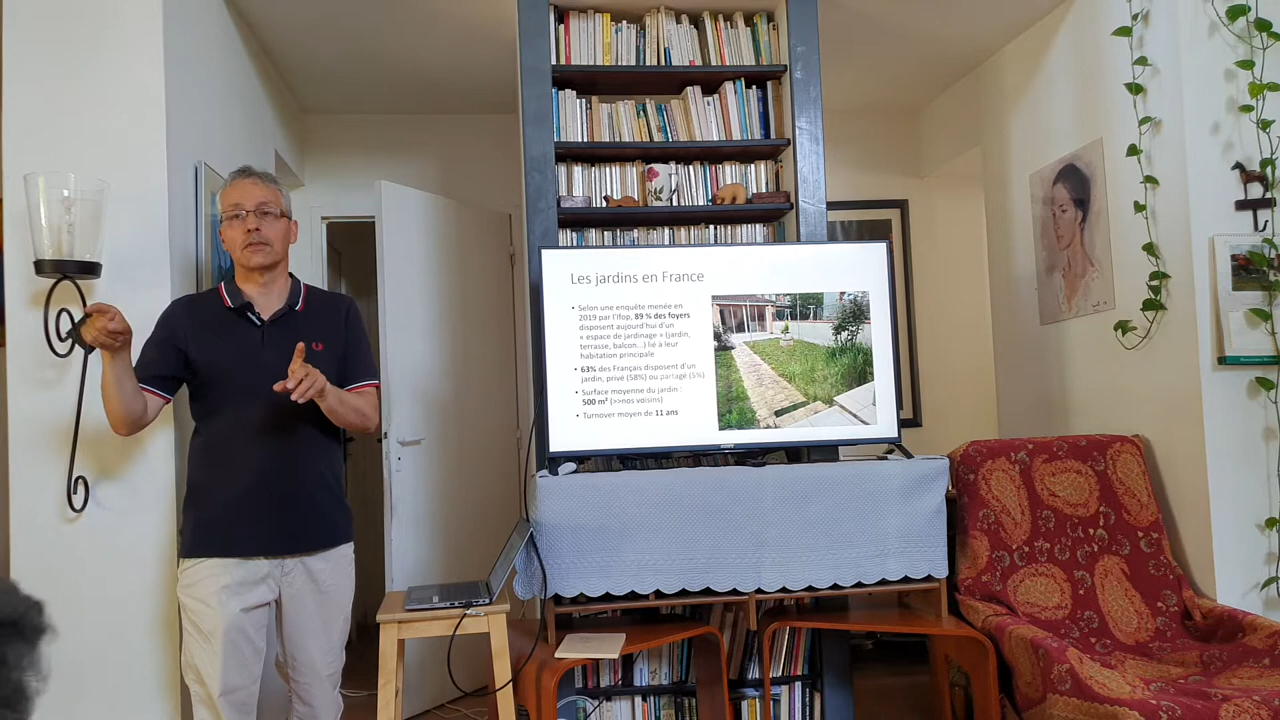 Les jardins en France
• Selon une enquête menée en
2019 par l'Ifop, 89 % des foyers
disposent aujourd'hui d'un
« espace de jardinage » (jardin,
terrasse, balcon...) lié à leur
habitation principale
• 63% des Français disposent d'un
jardin, privé (58%) ou partagé (5%)
• Surface moyenne du jardin :
500 m² (>>nos voisins)
• Turnover moyen de 11 ans